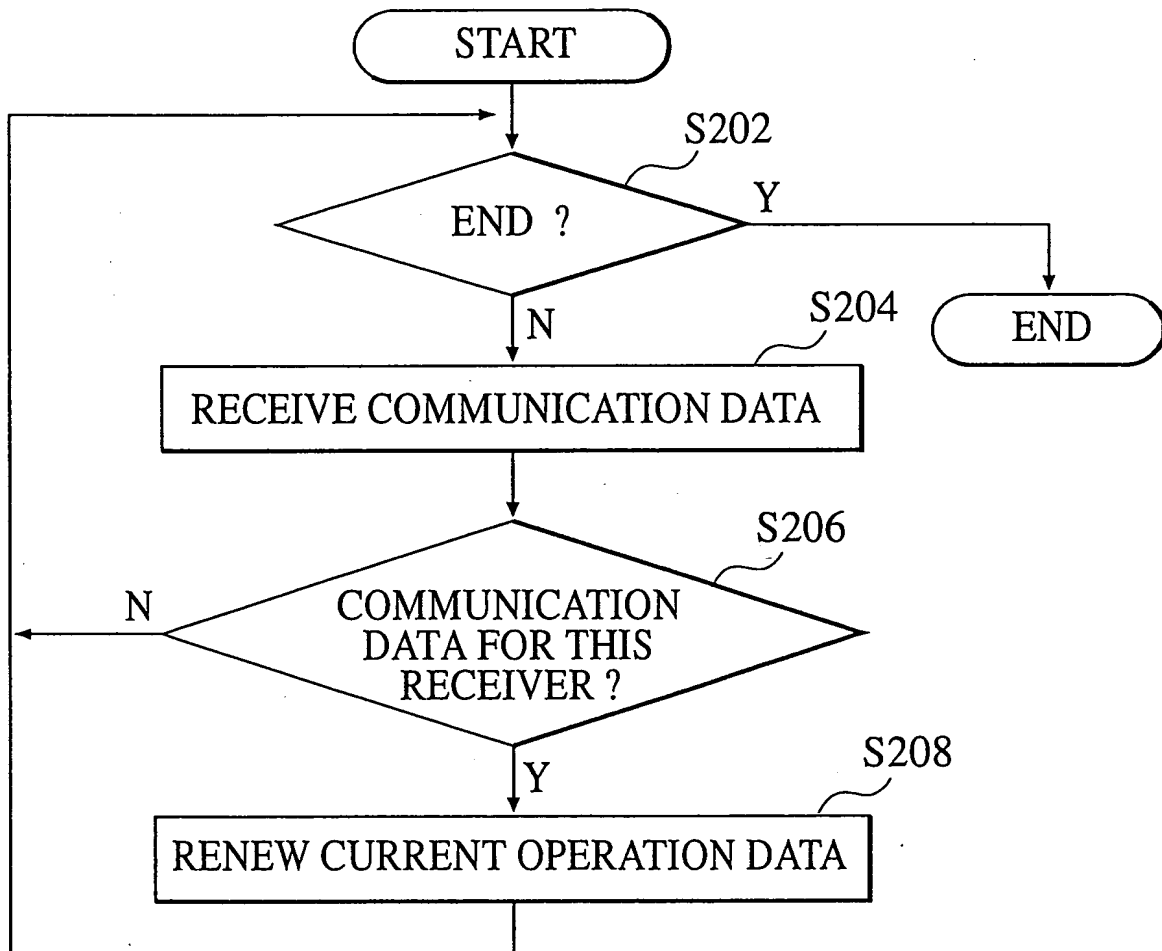 START
S202
END ?
Y
END
N
S204
RECEIVE COMMUNICATION DATA
S206
N
COMMUNICATION
DATA FOR THIS
RECEIVER ?
Y
S208
RENEW CURRENT OPERATION DATA